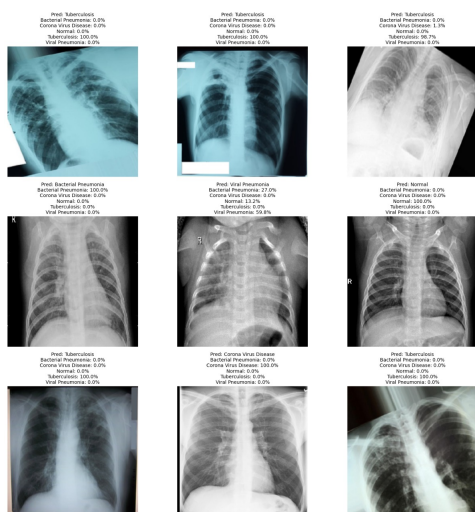 Pred: Tuberculosis
Bacterial Pneumonia: 0.0%
Corona Virus Disease: 0.0%
Normal: 0.0%
Tuberculosis: 100.0%
Viral Pneumonia: 0.0%
Pred: Tuberculosis
Bacterial Pneumonia: 0.0%
Corona Virus Disease: 0.0%
Normal: 0.0%
Tuberculosis: 100.0%
Viral Pneumonia: 0.0%
Pred: Tuberculosis
Bacterial Pneumonia: 0.0%
Corona Virus Disease: 1.3%
Normal: 0.0%
Tuberculosis: 98.7%
Viral Pneumonia: 0.0%
Pred: Bacterial Pneumonia
Bacterial Pneumonia: 100.0%
Corona Virus Disease: 0.0%
Normal: 0.0%
Tuberculosis: 0.0%
Viral Pneumonia: 0.0%
Pred: Viral Pneumonia
Bacterial Pneumonia: 27.0%
Corona Virus Disease: 0.0%
Normal: 13.2%
Tuberculosis: 0.0%
Viral Pneumonia: 59.8%
Pred: Normal
Bacterial Pneumonia: 0.0%
Corona Virus Disease: 0.0%
Normal: 100.0%
Tuberculosis: 0.0%
Viral Pneumonia: 0.0%
R
Pred: Tuberculosis
Bacterial Pneumonia: 0.0%
Corona Virus Disease: 0.0%
Normal: 0.0%
Tuberculosis: 100.0%
Viral Pneumonia: 0.0%
Pred: Corona Virus Disease
Bacterial Pneumonia: 0.0%
Corona Virus Disease: 100.0%
Normal: 0.0%
Tuberculosis: 0.0%
Viral Pneumonia: 0.0%
Pred: Tuberculosis
Bacterial Pneumonia: 0.0%
Corona Virus Disease: 0.0%
Normal: 0.0%
Tuberculosis: 100.0%
Viral Pneumonia: 0.0%